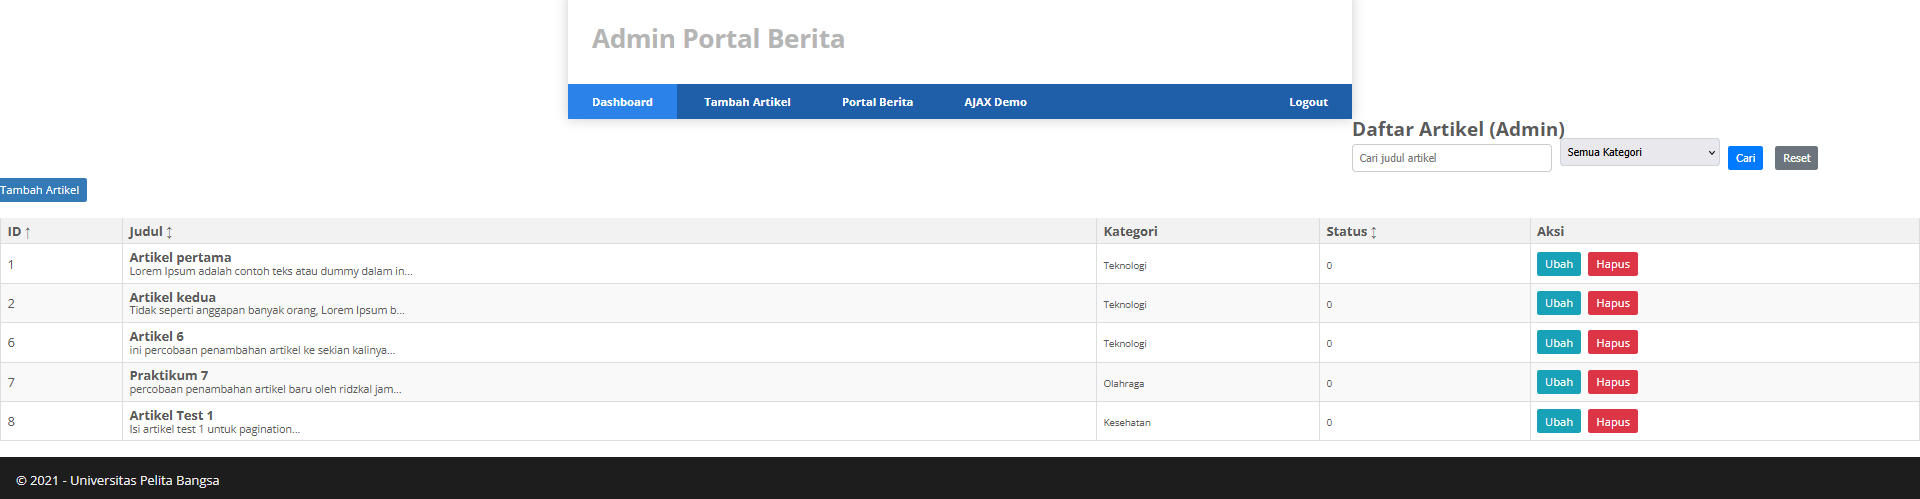 Admin Portal Berita
Dashboard Tambah Artikel Portal Berita AJAX Demo Logout
Daftar Artikel (Admin)
Cari judul artikel Semua Kategori Cari Reset
Tambah Artikel
ID ↑ Judul ↕ Kategori Status ↕ Aksi
1 Artikel pertama Teknologi 0 Ubah Hapus
Lorem Ipsum adalah contoh teks atau dummy dalam in...
2 Artikel kedua Teknologi 0 Ubah Hapus
Tidak seperti anggapan banyak orang, Lorem Ipsum b...
6 Artikel 6 Teknologi 0 Ubah Hapus
ini percobaan penambahan artikel ke sekian kalinya...
7 Praktikum 7 Olahraga 0 Ubah Hapus
percobaan penambahan artikel baru oleh ridzkal jam...
8 Artikel Test 1 Kesehatan 0 Ubah Hapus
Isi artikel test 1 untuk pagination...
© 2021 - Universitas Pelita Bangsa